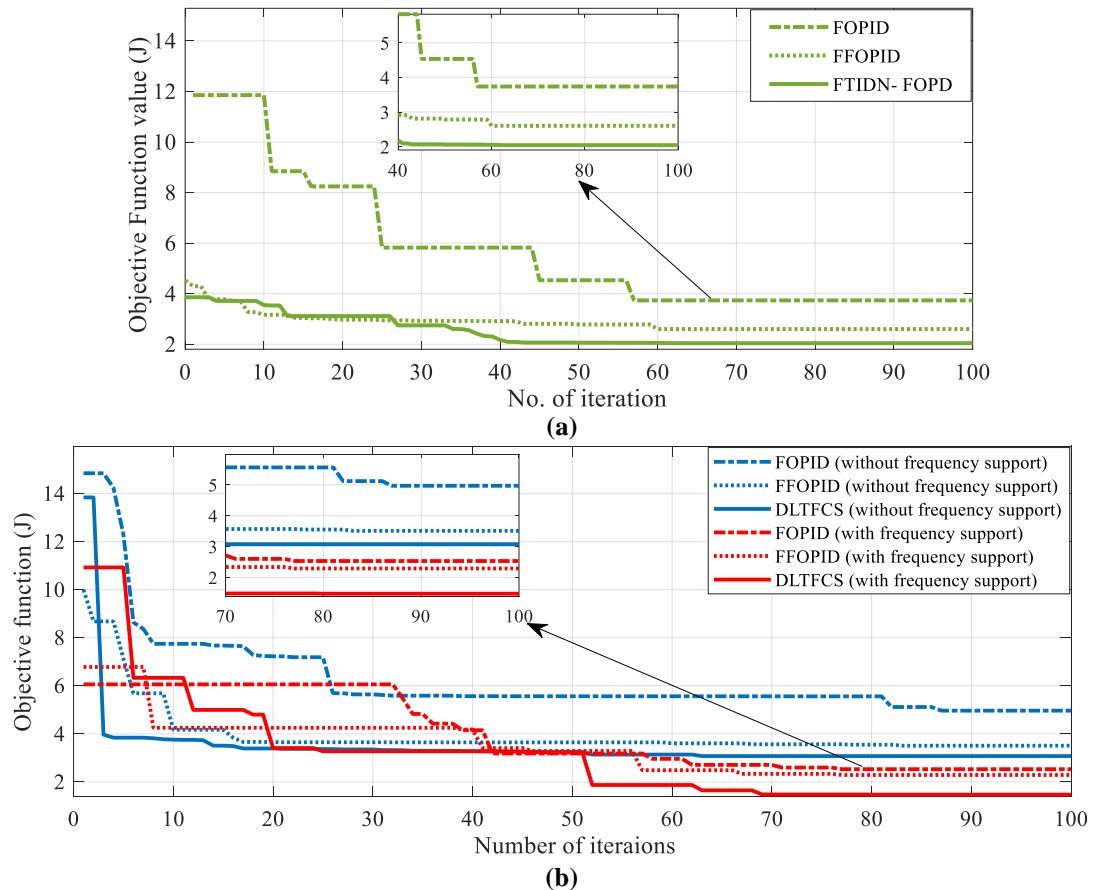 Objective Function value (J)
14
12
10
8
6
4
2
0 10 20 30 40 50 60 70 80 90 100
No. of iteration
5
4
3
2
40 60 80 100
FOPID
FFOPID
FTIDN- FOPD
(a)
Objective function (J)
14
12
10
8
6
4
2
0 10 20 30 40 50 60 70 80 90 100
Number of iteraions
5
4
3
2
70 80 90 100
FOPID (without frequency support)
FFOPID (without frequency support)
DLTFCS (without frequency support)
FOPID (with frequency support)
FFOPID (with frequency support)
DLTFCS (with frequency support)
(b)